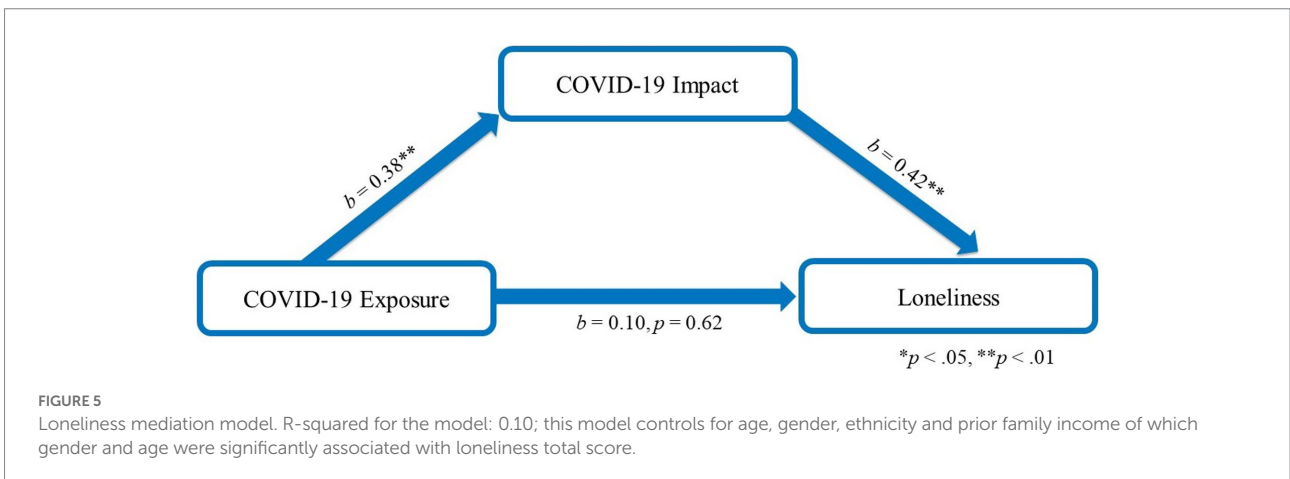 COVID-19 Impact
b = 0.38**
b = 0.42**
COVID-19 Exposure
Loneliness
b = 0.10, p = 0.62
*p < .05, **p < .01
FIGURE 5
Loneliness mediation model. R-squared for the model: 0.10; this model controls for age, gender, ethnicity and prior family income of which
gender and age were significantly associated with loneliness total score.